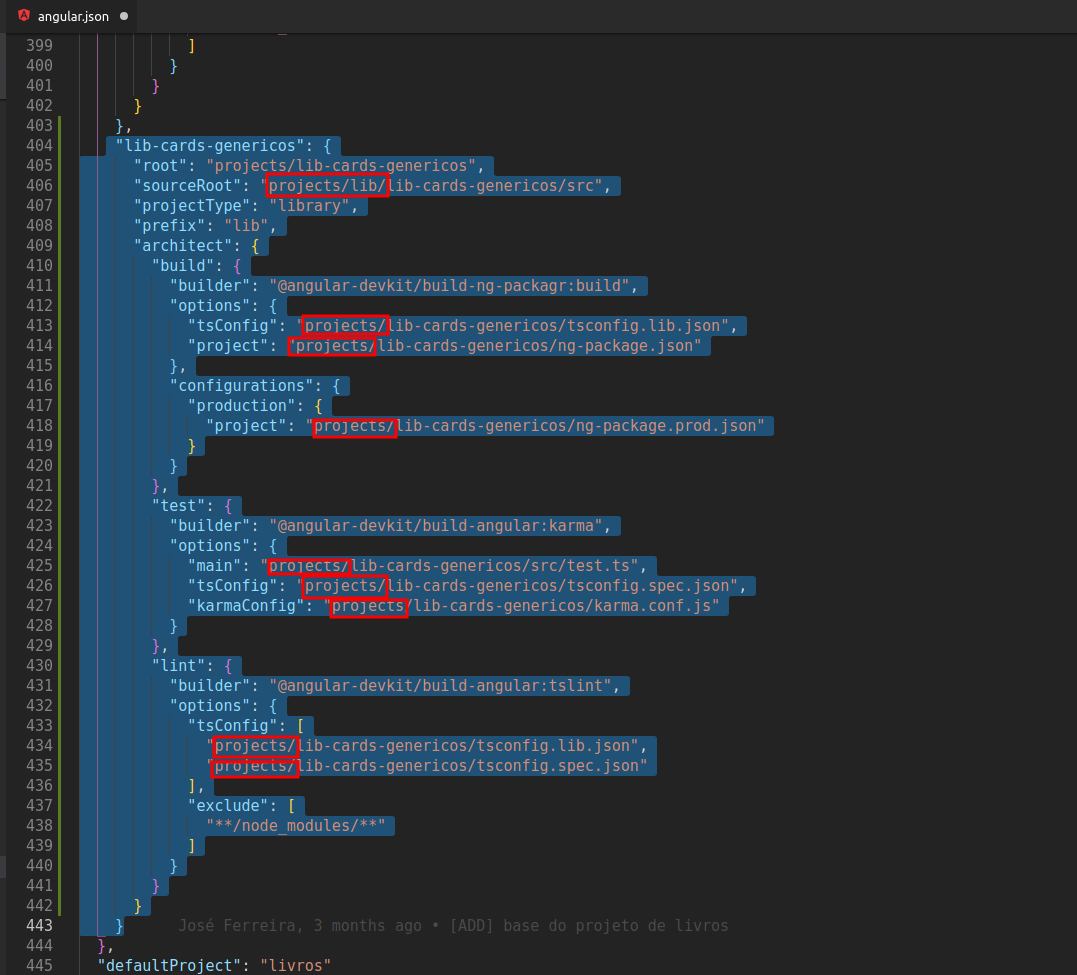 angular.json
399 ]
400 }
401 }
402 }
403 },
404 "lib-cards-genericos": {
405 "root": "projects/lib-cards-genericos",
406 "sourceRoot": "projects/lib/lib-cards-genericos/src",
407 "projectType": "library",
408 "prefix": "lib",
409 "architect": {
410 "build": {
411 "builder": "@angular-devkit/build-ng-packagr:build",
412 "options": {
413 "tsConfig": "projects/lib-cards-genericos/tsconfig.lib.json",
414 "project": "projects/lib-cards-genericos/ng-package.json"
415 },
416 "configurations": {
417 "production": {
418 "project": "projects/lib-cards-genericos/ng-package.prod.json"
419 }
420 }
421 },
422 "test": {
423 "builder": "@angular-devkit/build-angular:karma",
424 "options": {
425 "main": "projects/lib-cards-genericos/src/test.ts",
426 "tsConfig": "projects/lib-cards-genericos/tsconfig.spec.json",
427 "karmaConfig": "projects/lib-cards-genericos/karma.conf.js"
428 }
429 },
430 "lint": {
431 "builder": "@angular-devkit/build-angular:tslint",
432 "options": {
433 "tsConfig": [
434 "projects/lib-cards-genericos/tsconfig.lib.json",
435 "projects/lib-cards-genericos/tsconfig.spec.json"
436 ],
437 "exclude": [
438 "**/node_modules/**"
439 ]
440 }
441 }
442 }
443 } José Ferreira, 3 months ago • [ADD] base do projeto de livros
444 },
445 "defaultProject": "livros"